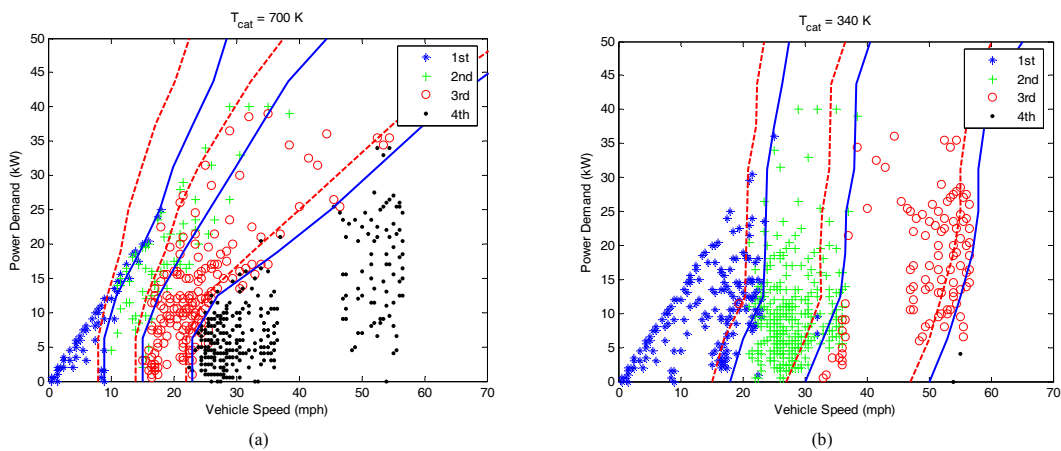 T_cat = 700 K
50
45
40
35
30
25
20
15
10
5
0
Power Demand (kW)
1st
2nd
3rd
4th
0 10 20 30 40 50 60 70
Vehicle Speed (mph)
(a)
T_cat = 340 K
50
45
40
35
30
25
20
15
10
5
0
Power Demand (kW)
1st
2nd
3rd
4th
0 10 20 30 40 50 60 70
Vehicle Speed (mph)
(b)